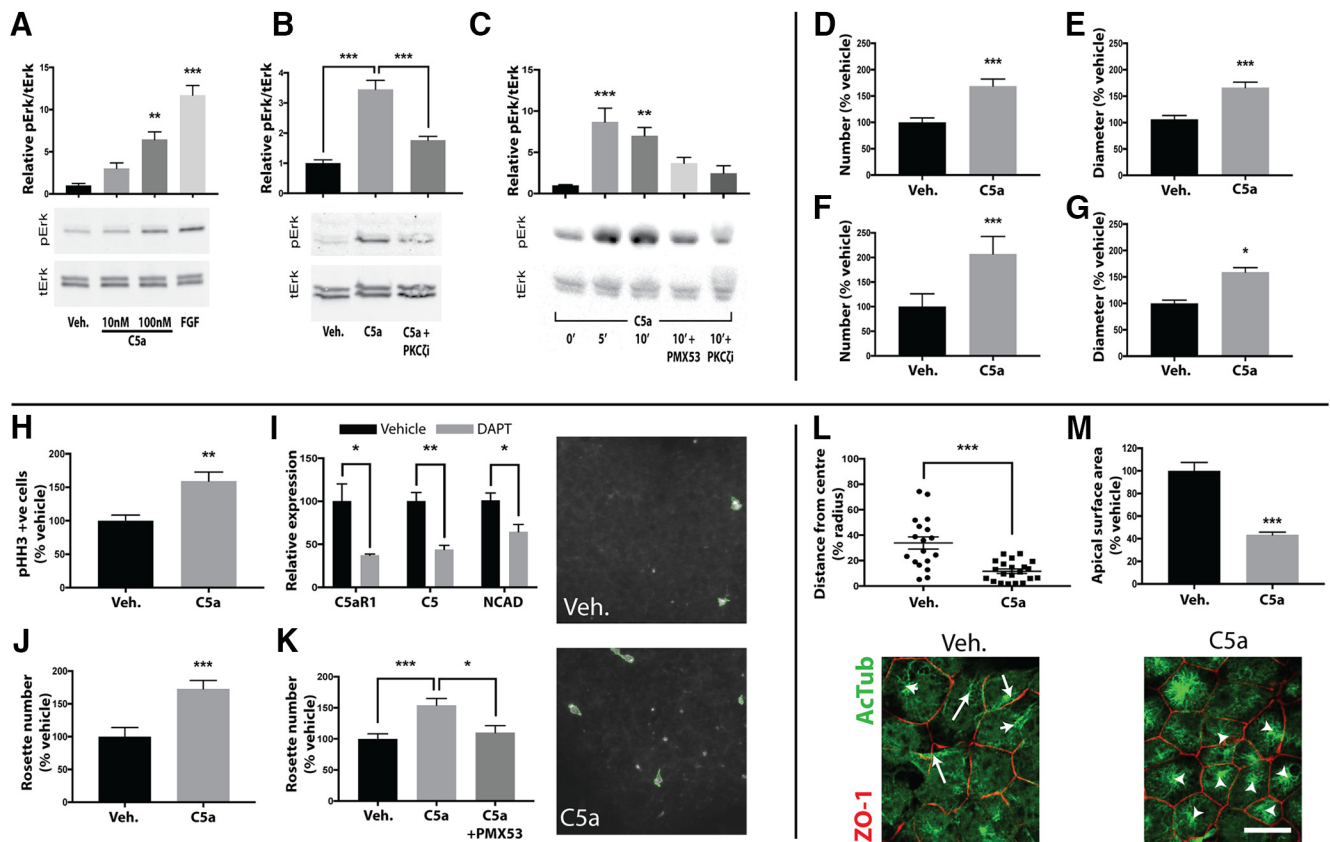 A
Relative pErk/tErk
15
10
5
0
** ***
pErk
tErk
Veh. 10nM 100nM FGF
C5a
B
Relative pErk/tErk
4
3
2
1
0
*** ***
pErk
tErk
Veh. C5a C5a +
PKCζi
C
Relative pErk/tErk
15
10
5
0
*** **
pErk
tErk
C5a
0' 5' 10' 10'+ 10'+
PMX53 PKCζi
D
Number (% vehicle)
250
200
150
100
50
0
***
Veh. C5a
E
Diameter (% vehicle)
250
200
150
100
50
0
***
Veh. C5a
F
Number (% vehicle)
250
200
150
100
50
0
***
Veh. C5a
G
Diameter (% vehicle)
250
200
150
100
50
0
*
Veh. C5a
H
pHH3 +ve cells
(% vehicle)
200
150
100
50
0
**
Veh. C5a
I
Vehicle DAPT
Relative expression
150
100
50
0
* ** *
C5aR1 C5 NCAD
J
Rosette number
(% vehicle)
200
150
100
50
0
***
Veh. C5a
K
Rosette number
(% vehicle)
200
150
100
50
0
*** *
Veh. C5a C5a
+PMX53
Veh.
C5a
L
Distance from centre
(% radius)
100
80
60
40
20
0
***
Veh. C5a
M
Apical surface area
(% vehicle)
120
100
80
60
40
20
0
***
Veh. C5a
Veh. C5a
ZO-1 AcTub